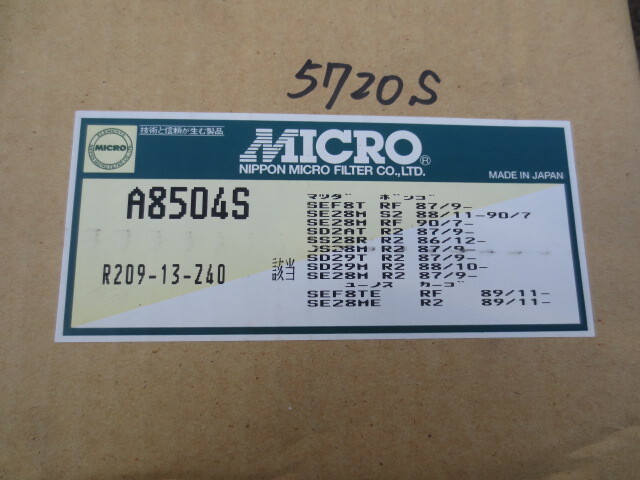 5720S
技術と信頼が生む製品
ELEMENTS
MICRO
MICRO®
NIPPON MICRO FILTER CO.,LTD.
MADE IN JAPAN
A8504S
R209-13-Z40
該当
マツダ ボンゴ
SEF8T RF 87/9-
SE28M S2 88/11-90/7
SE28M RF 90/7-
SD2AT R2 87/9-
SS28R R2 86/12-
JS28M R2 87/9-
SD29T R2 87/9-
SD29M R2 88/10-
SE28M R2 87/9-
ユーノス カーゴ
SEF8TE RF 89/11-
SE28ME R2 89/11-